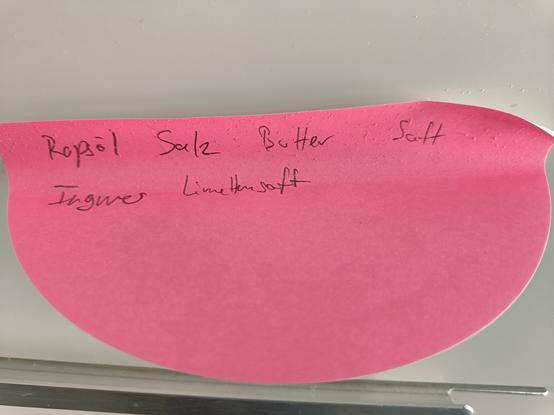 Rapsöl Salz Butter Saft
Ingwer Limettensaft